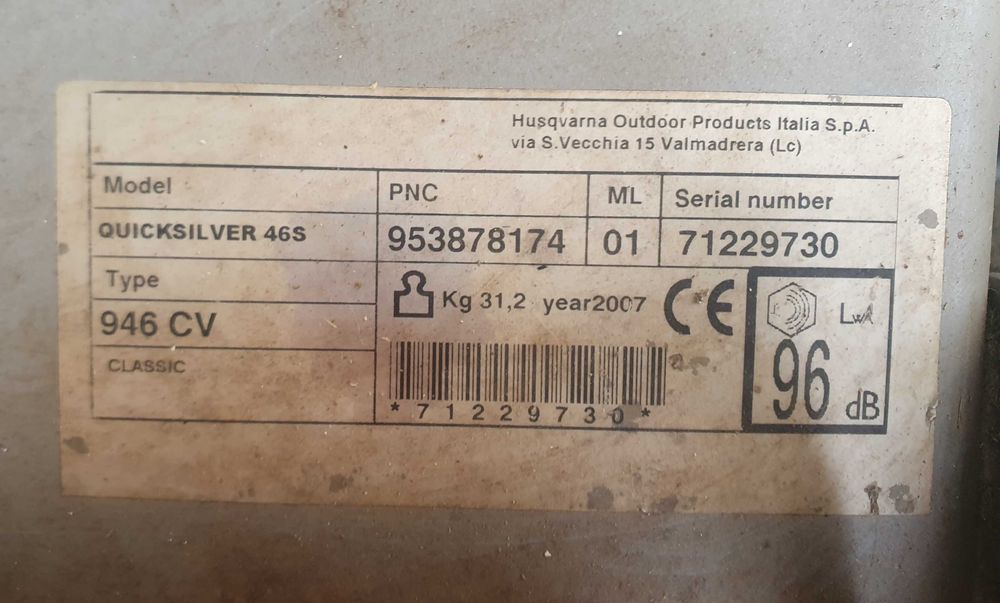 Husqvarna Outdoor Products Italia S.p.A.
via S.Vecchia 15 Valmadrera (Lc)
Model
QUICKSILVER 46S
PNC
953878174
ML
01
Serial number
71229730
Type
946 CV
CLASSIC
Kg 31,2 year2007
CE
*71229730*
LWA
96
dB